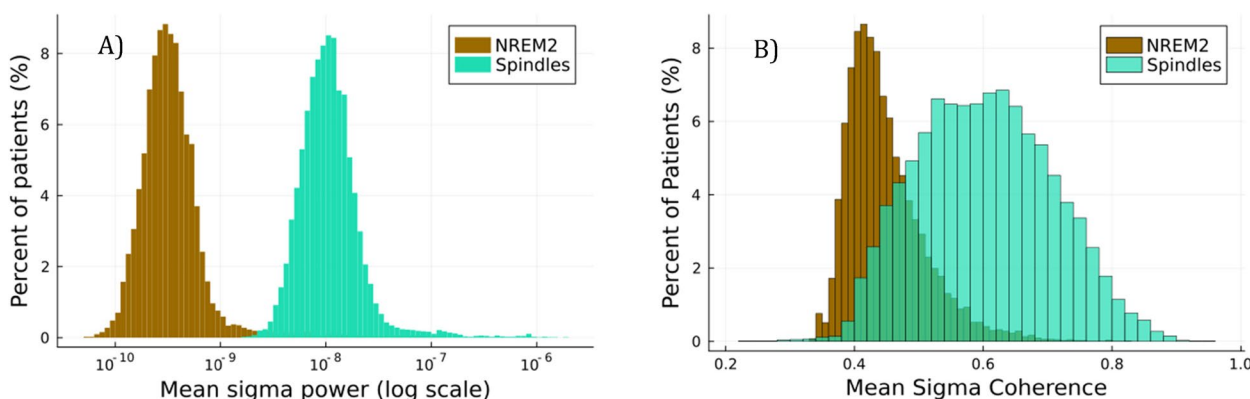 A)
NREM2
Spindles
Percent of patients (%)
8
6
4
2
0
10⁻¹⁰
10⁻⁹
10⁻⁸
10⁻⁷
10⁻⁶
Mean sigma power (log scale)
B)
NREM2
Spindles
Percent of Patients (%)
8
6
4
2
0
0.2
0.4
0.6
0.8
1.0
Mean Sigma Coherence